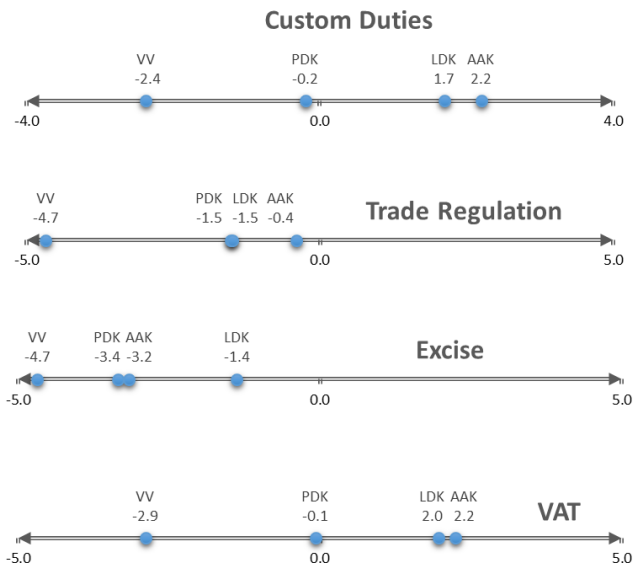 Custom Duties
VV PDK LDK AAK
-2.4 -0.2 1.7 2.2
-4.0 0.0 4.0
VV PDK LDK AAK
-4.7 -1.5 -1.5 -0.4
Trade Regulation
-5.0 0.0 5.0
VV PDK AAK LDK
-4.7 -3.4 -3.2 -1.4
Excise
-5.0 0.0 5.0
VV PDK LDK AAK
-2.9 -0.1 2.0 2.2
VAT
-5.0 0.0 5.0